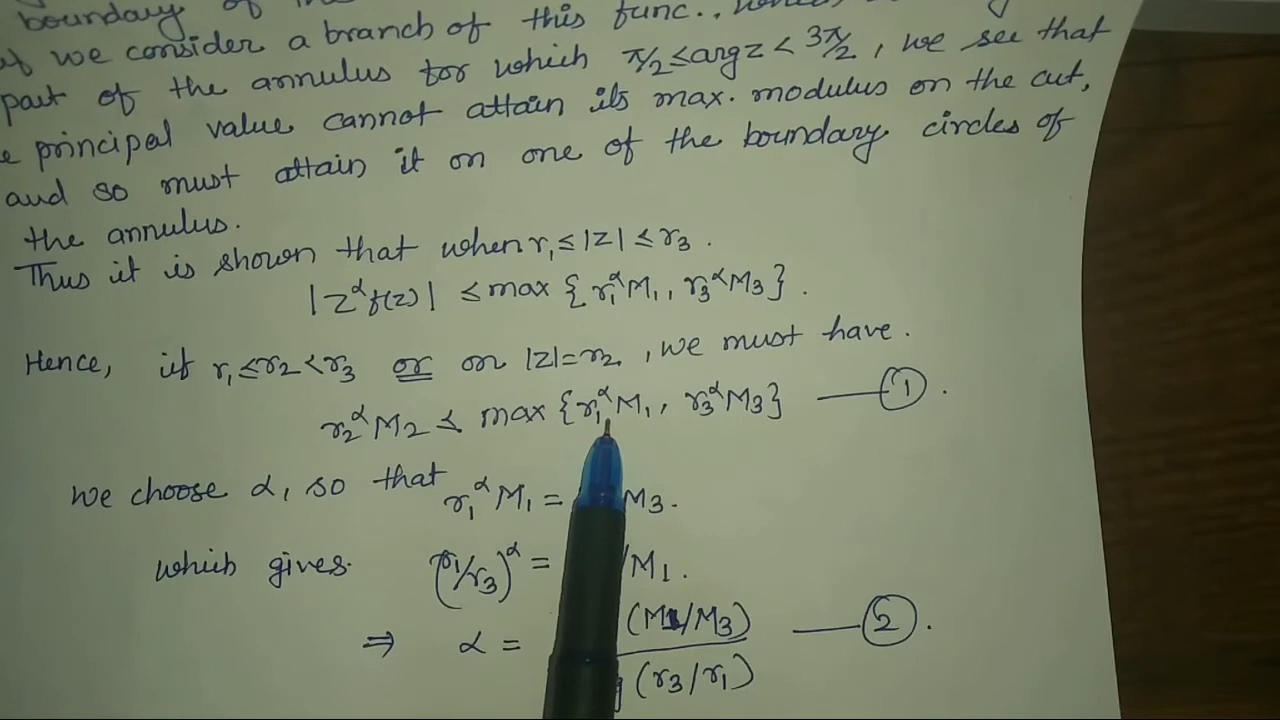 boundary of
we consider a branch of this func.,
part of the annulus for which π/2 ≤ arg z < 3π/2, we see that
principal value cannot attain its max. modulus on the cut,
and so must attain it on one of the boundary circles of
the annulus.
Thus it is shown that when r₁ ≤ |z| ≤ r₃.
|z^α f(z)| ≤ max {r₁^α M₁, r₃^α M₃}.
Hence, if r₁ ≤ r₂ < r₃ or on |z| = r₂, we must have.
r₂^α M₂ ≤ max {r₁^α M₁, r₃^α M₃} —①.
we choose α, so that r₁^α M₁ = M₃.
which gives. (r₁/r₃)^α = /M₁.
⇒ α = (M₁/M₃) —②.
(r₃/r₁)